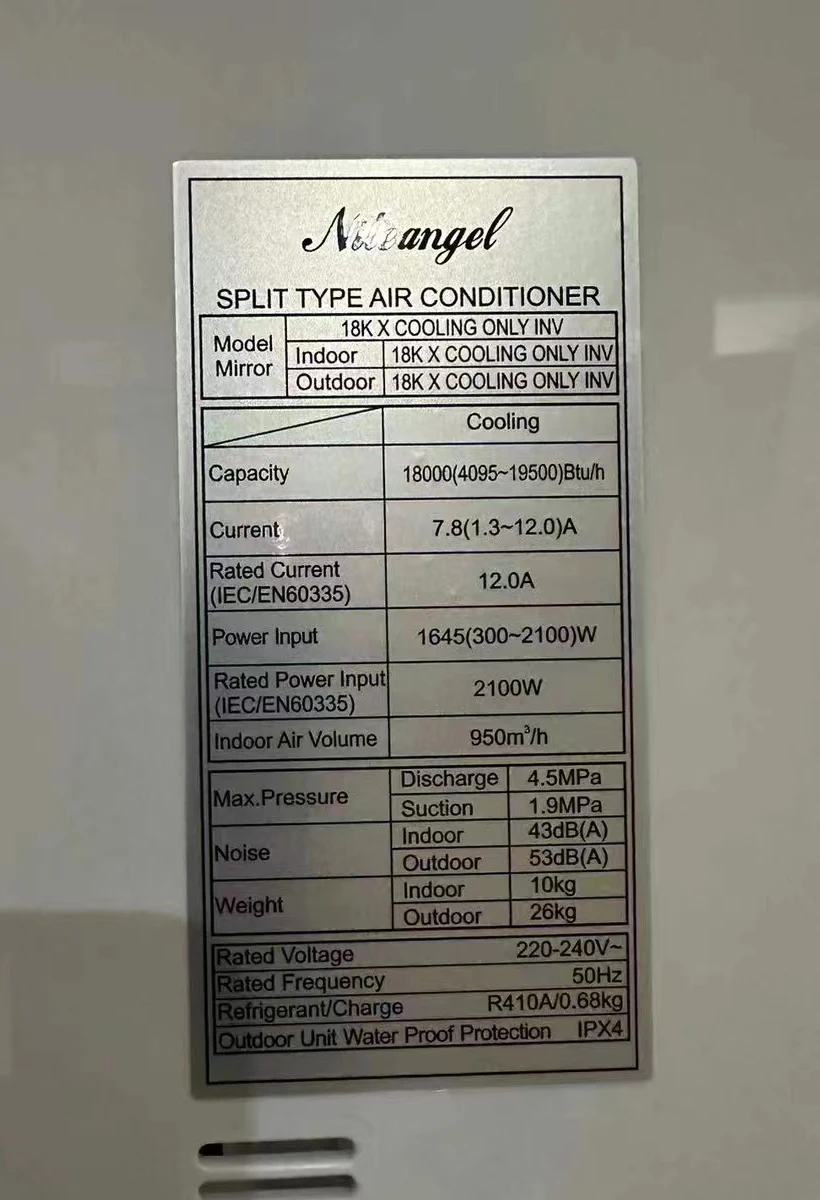 Niteangel
SPLIT TYPE AIR CONDITIONER
Model Mirror 18K X COOLING ONLY INV
Indoor 18K X COOLING ONLY INV
Outdoor 18K X COOLING ONLY INV
Cooling
Capacity 18000(4095~19500)Btu/h
Current 7.8(1.3~12.0)A
Rated Current
(IEC/EN60335) 12.0A
Power Input 1645(300~2100)W
Rated Power Input
(IEC/EN60335) 2100W
Indoor Air Volume 950m³/h
Max.Pressure Discharge 4.5MPa
Suction 1.9MPa
Noise Indoor 43dB(A)
Outdoor 53dB(A)
Weight Indoor 10kg
Outdoor 26kg
Rated Voltage 220-240V~
Rated Frequency 50Hz
Refrigerant/Charge R410A/0.68kg
Outdoor Unit Water Proof Protection IPX4